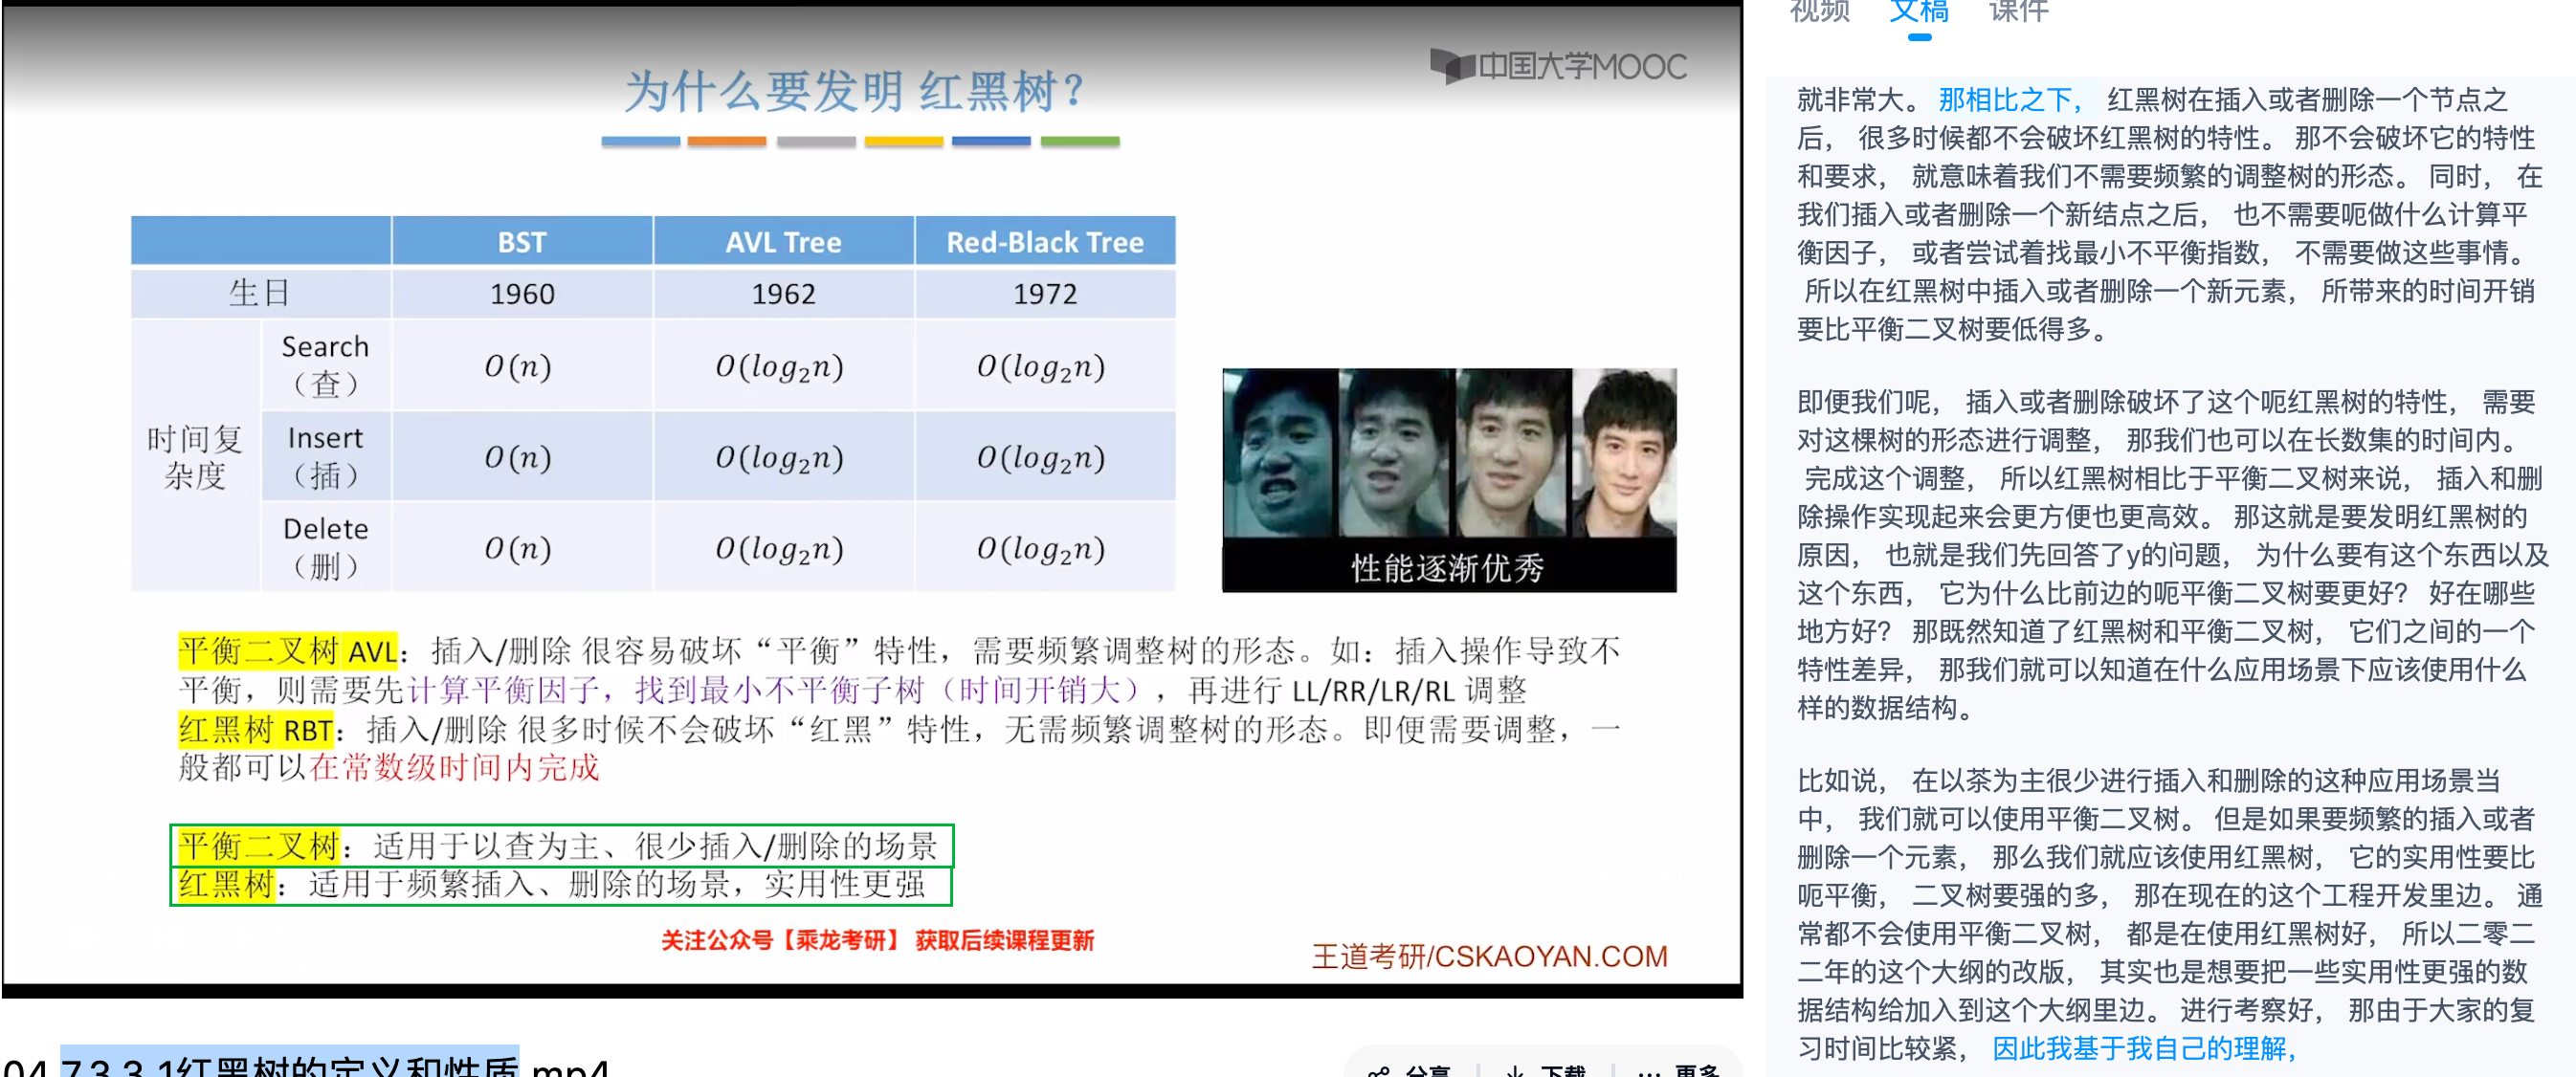 中国大学MOOC
为什么要发明 红黑树？
BST AVL Tree Red-Black Tree
生日 1960 1962 1972
时间复杂度
Search（查） O(n) O(log₂n) O(log₂n)
Insert（插） O(n) O(log₂n) O(log₂n)
Delete（删） O(n) O(log₂n) O(log₂n)
性能逐渐优秀
平衡二叉树 AVL：插入/删除 很容易破坏“平衡”特性，需要频繁调整树的形态。如：插入操作导致不
平衡，则需要先计算平衡因子，找到最小不平衡子树（时间开销大），再进行 LL/RR/LR/RL 调整
红黑树 RBT：插入/删除 很多时候不会破坏“红黑”特性，无需频繁调整树的形态。即便需要调整，一
般都可以在常数级时间内完成
平衡二叉树：适用于以查为主、很少插入/删除的场景
红黑树：适用于频繁插入、删除的场景，实用性更强
关注公众号【乘龙考研】 获取后续课程更新
王道考研/CSKAOYAN.COM
04 7.3.3_1红黑树的定义和性质.mp4
分享 下载 更多
视频 文稿 课件
就非常大。 那相比之下， 红黑树在插入或者删除一个节点之
后， 很多时候都不会破坏红黑树的特性。 那不会破坏它的特性
和要求， 就意味着我们不需要频繁的调整树的形态。 同时， 在
我们插入或者删除一个新结点之后， 也不需要呃做什么计算平
衡因子， 或者尝试着找最小不平衡指数， 不需要做这些事情。
所以在红黑树中插入或者删除一个新元素， 所带来的时间开销
要比平衡二叉树要低得多。
即便我们呢， 插入或者删除破坏了这个呃红黑树的特性， 需要
对这棵树的形态进行调整， 那我们也可以在长数集的时间内。
完成这个调整， 所以红黑树相比于平衡二叉树来说， 插入和删
除操作实现起来会更方便也更高效。 那这就是要发明红黑树的
原因， 也就是我们先回答了y的问题， 为什么要有这个东西以及
这个东西， 它为什么比前边的呃平衡二叉树要更好？ 好在哪些
地方好？ 那既然知道了红黑树和平衡二叉树， 它们之间的一个
特性差异， 那我们就可以知道在什么应用场景下应该使用什么
样的数据结构。
比如说， 在以茶为主很少进行插入和删除的这种应用场景当
中， 我们就可以使用平衡二叉树。 但是如果要频繁的插入或者
删除一个元素， 那么我们就应该使用红黑树， 它的实用性要比
呃平衡， 二叉树要强的多， 那在现在的这个工程开发里边。 通
常都不会使用平衡二叉树， 都是在使用红黑树好， 所以二零二
二年的这个大纲的改版， 其实也是想要把一些实用性更强的数
据结构给加入到这个大纲里边。 进行考察好， 那由于大家的复
习时间比较紧， 因此我基于我自己的理解，